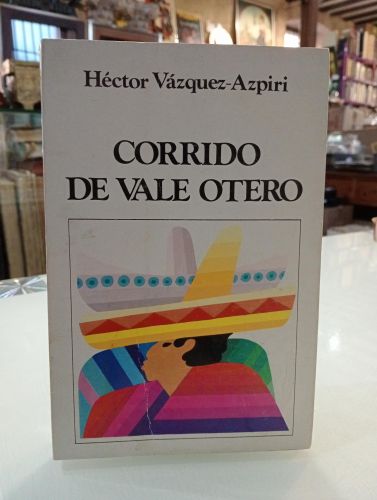 Héctor Vázquez-Azpiri
CORRIDO
DE VALE OTERO